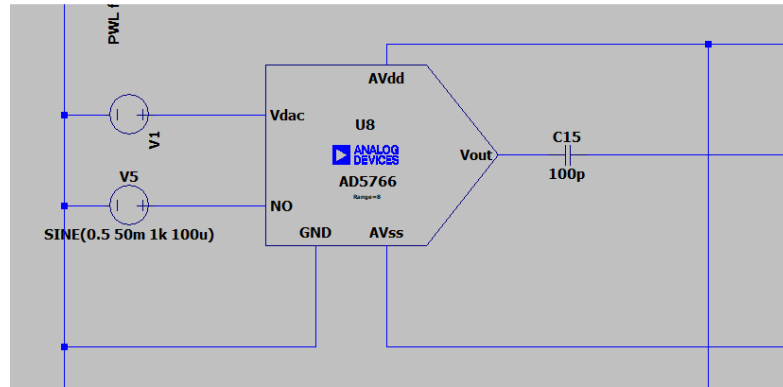 PWL f
AVdd
Vdac
U8
V1
ANALOG
DEVICES
C15
Vout
V5
AD5766
100p
Range=8
NO
SINE(0.5 50m 1k 100u)
GND
AVss